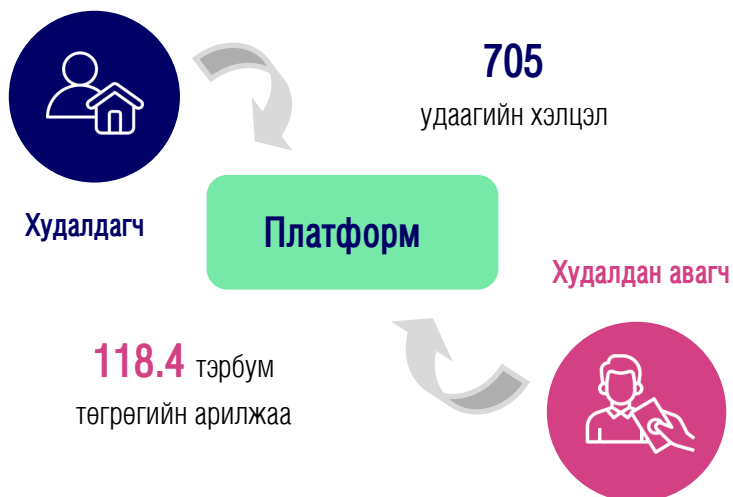 705
удаагийн хэлцэл
Худалдагч
Платформ
Худалдан авагч
118.4 тэрбум
төгрөгийн арилжаа